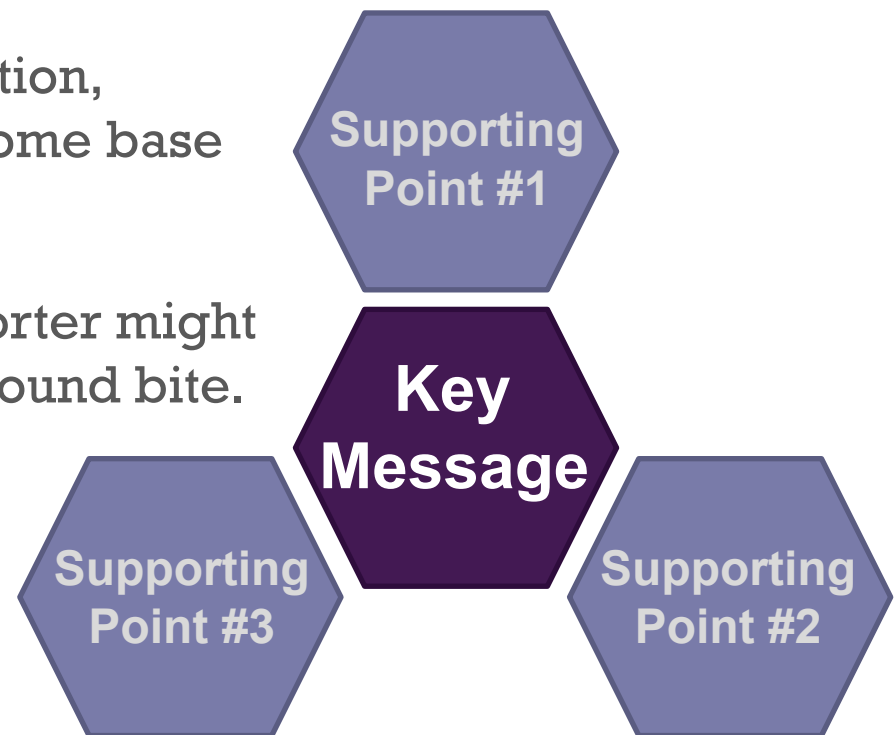 tion,
ome base
orter might
ound bite.
Supporting
Point #1
Key
Message
Supporting
Point #3
Supporting
Point #2